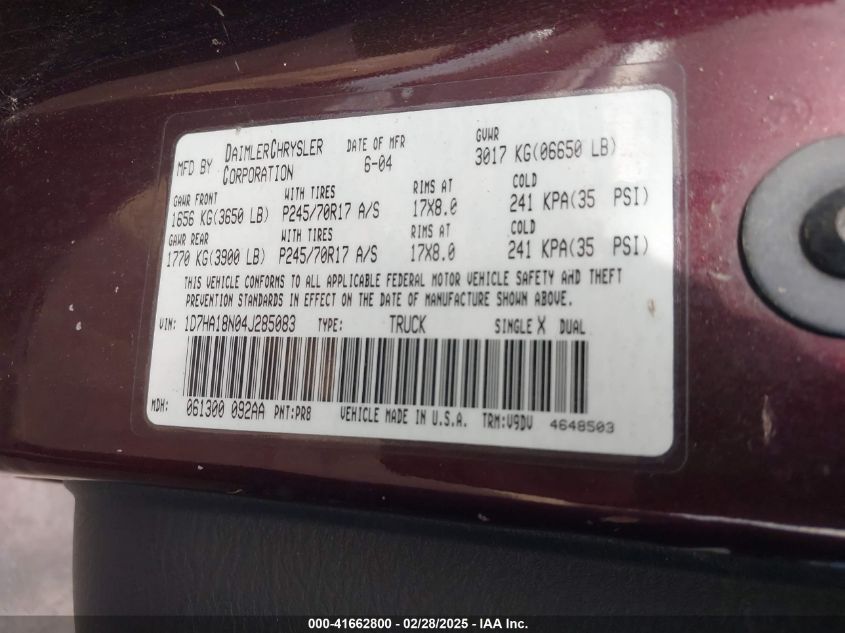 MFD BY DAIMLERCHRYSLER CORPORATION DATE OF MFR 6-04 GVWR 3017 KG(06650 LB)
GAWR FRONT WITH TIRES RIMS AT COLD
1656 KG(3650 LB) P245/70R17 A/S 17X8.0 241 KPA(35 PSI)
GAWR REAR WITH TIRES RIMS AT COLD
1770 KG(3900 LB) P245/70R17 A/S 17X8.0 241 KPA(35 PSI)
THIS VEHICLE CONFORMS TO ALL APPLICABLE FEDERAL MOTOR VEHICLE SAFETY AND THEFT
PREVENTION STANDARDS IN EFFECT ON THE DATE OF MANUFACTURE SHOWN ABOVE.
VIN: 1D7HA18N04J285083 TYPE: TRUCK SINGLE X DUAL
MDH: 061300 092AA PNT:PR8 VEHICLE MADE IN U.S.A. TRM:V9DV 4648503
000-41662800 - 02/28/2025 - IAA Inc.